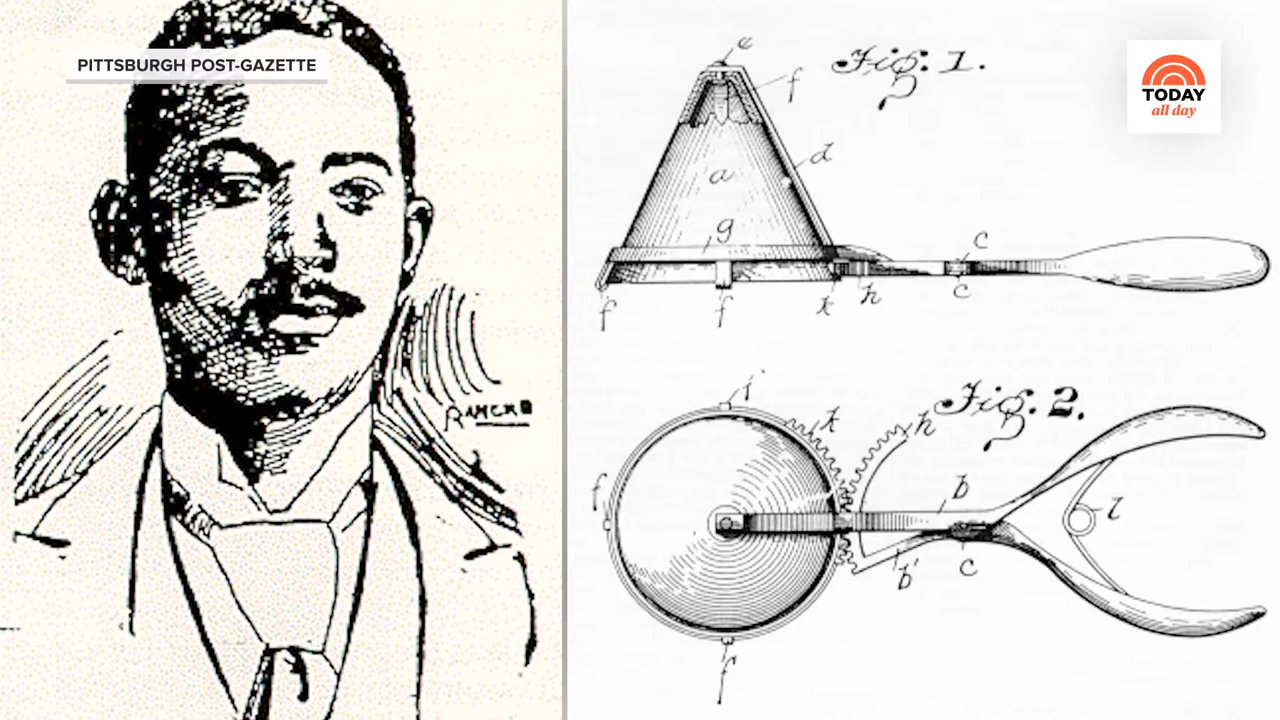 PITTSBURGH POST-GAZETTE
TODAY
all day
Fig. 1.
e
f
d
a
g
c
f
f
k
h
c
Fig. 2.
i
k
h
f
b
l
b'
c
f